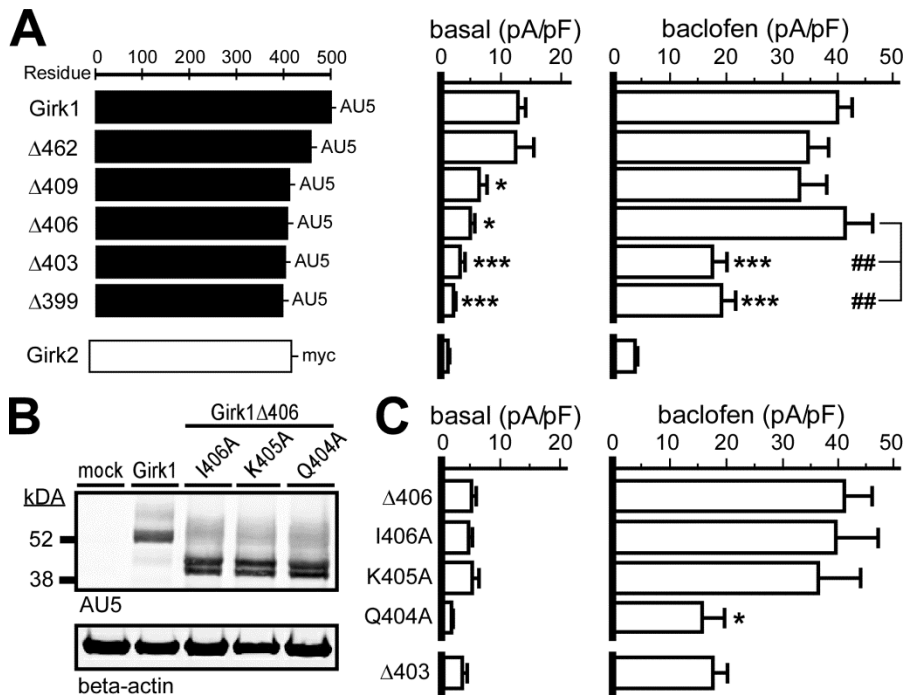 A
basal (pA/pF)
baclofen (pA/pF)
Residue 0 100 200 300 400 500
0 10 20
0 10 20 30 40 50
Girk1 AU5
Δ462 AU5
Δ409 AU5 *
Δ406 AU5 *
Δ403 AU5 *** *** ##
Δ399 AU5 *** *** ##
Girk2 myc
B
Girk1Δ406
mock Girk1 I406A K405A Q404A
kDA
52
38
AU5
beta-actin
C
basal (pA/pF)
baclofen (pA/pF)
0 10 20
0 10 20 30 40 50
Δ406
I406A
K405A
Q404A *
Δ403